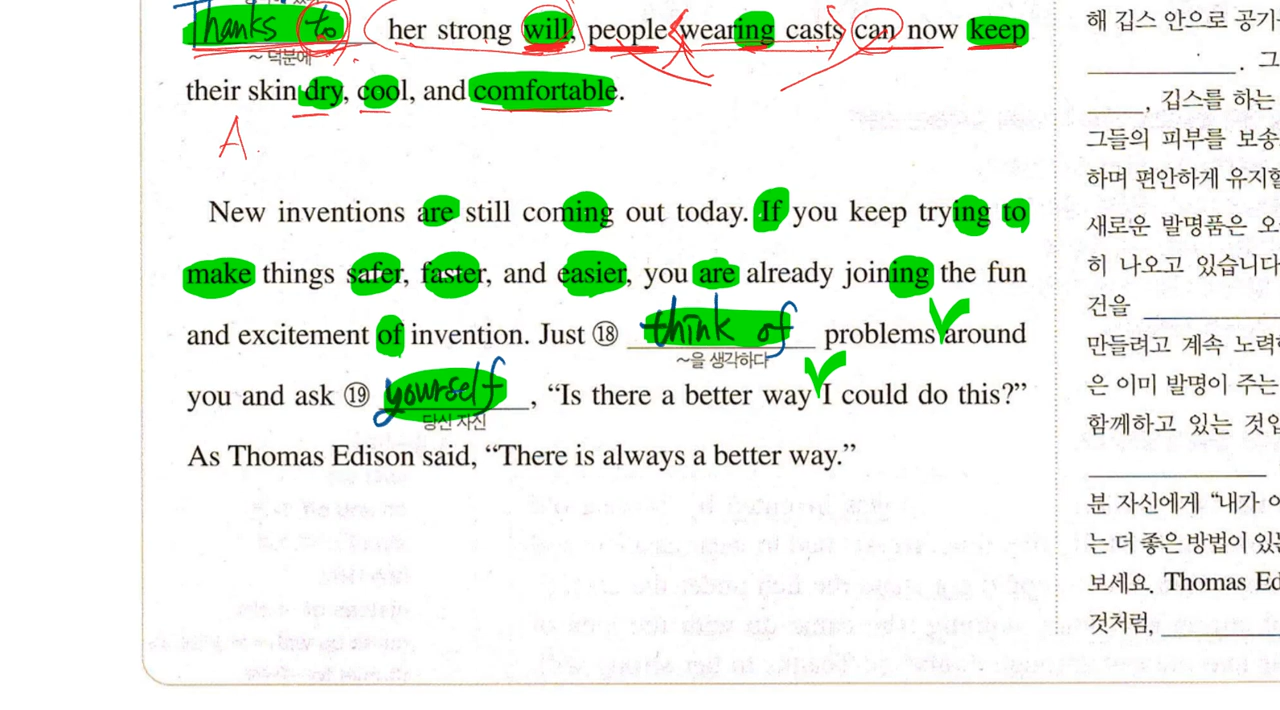 Thanks to her strong will, people wearing casts can now keep
~ 덕분에
their skin dry, cool, and comfortable.
A
New inventions are still coming out today. If you keep trying to
make things safer, faster, and easier, you are already joining the fun
and excitement of invention. Just ⑱ think of problems around
~을 생각하다
you and ask ⑲ yourself, “Is there a better way I could do this?”
당신 자신
As Thomas Edison said, “There is always a better way.”
해 깁스 안으로 공기
. 그
, 깁스를 하는
그들의 피부를 보송
하며 편안하게 유지할
새로운 발명품은 오
히 나오고 있습니다
건을
만들려고 계속 노력
은 이미 발명이 주는
함께하고 있는 것입
분 자신에게 “내가 이
는 더 좋은 방법이 있
보세요. Thomas Ed
것처럼,